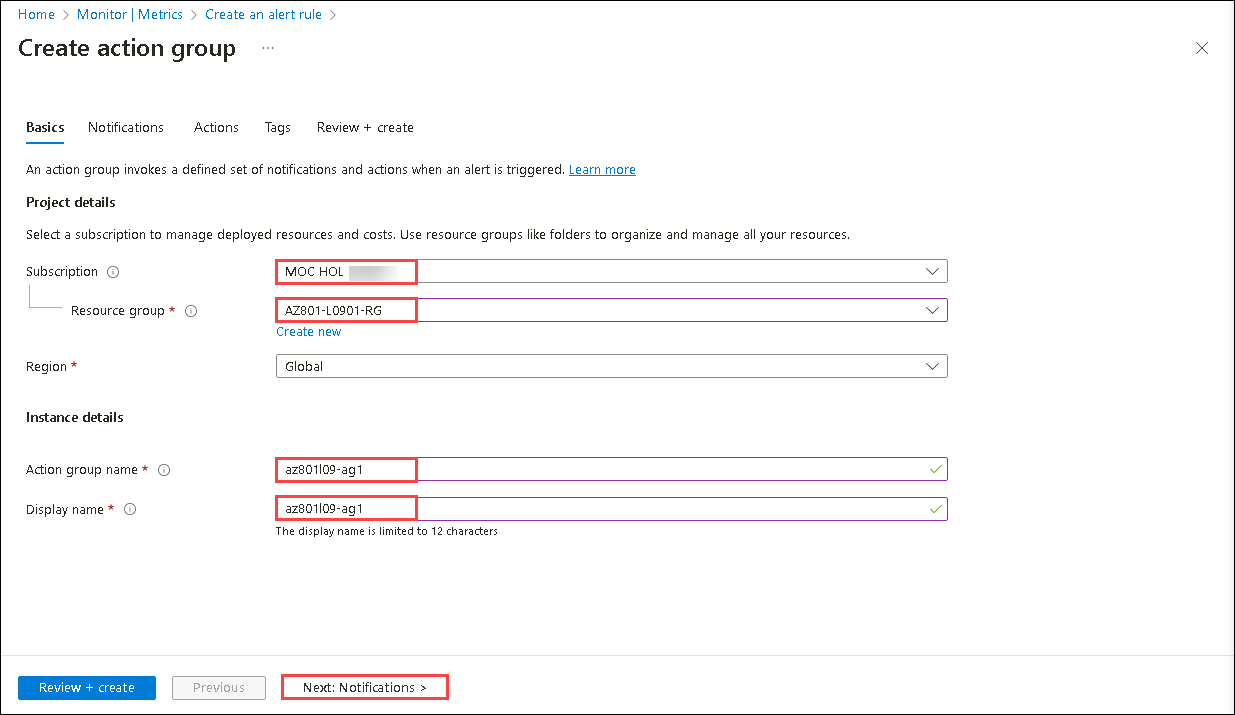 Home > Monitor | Metrics > Create an alert rule >
Create action group ...
Basics Notifications Actions Tags Review + create
An action group invokes a defined set of notifications and actions when an alert is triggered. Learn more
Project details
Select a subscription to manage deployed resources and costs. Use resource groups like folders to organize and manage all your resources.
Subscription MOC HOL
Resource group * AZ801-L0901-RG
Create new
Region * Global
Instance details
Action group name * az801l09-ag1
Display name * az801l09-ag1
The display name is limited to 12 characters
Review + create Previous Next: Notifications >